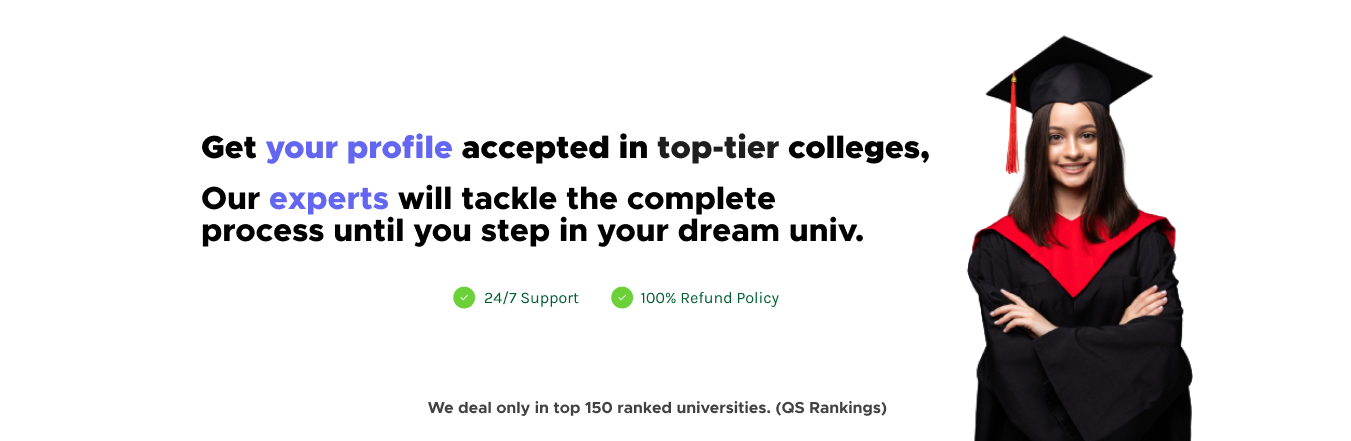 Get your profile accepted in top-tier colleges,
Our experts will tackle the complete
process until you step in your dream univ.
24/7 Support
100% Refund Policy
We deal only in top 150 ranked universities. (QS Rankings)